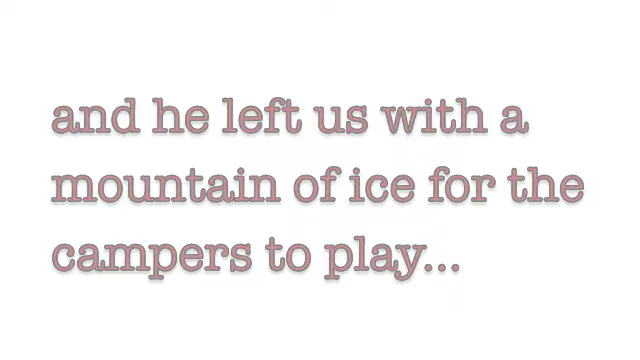 and he left us with a
mountain of ice for the
campers to play...